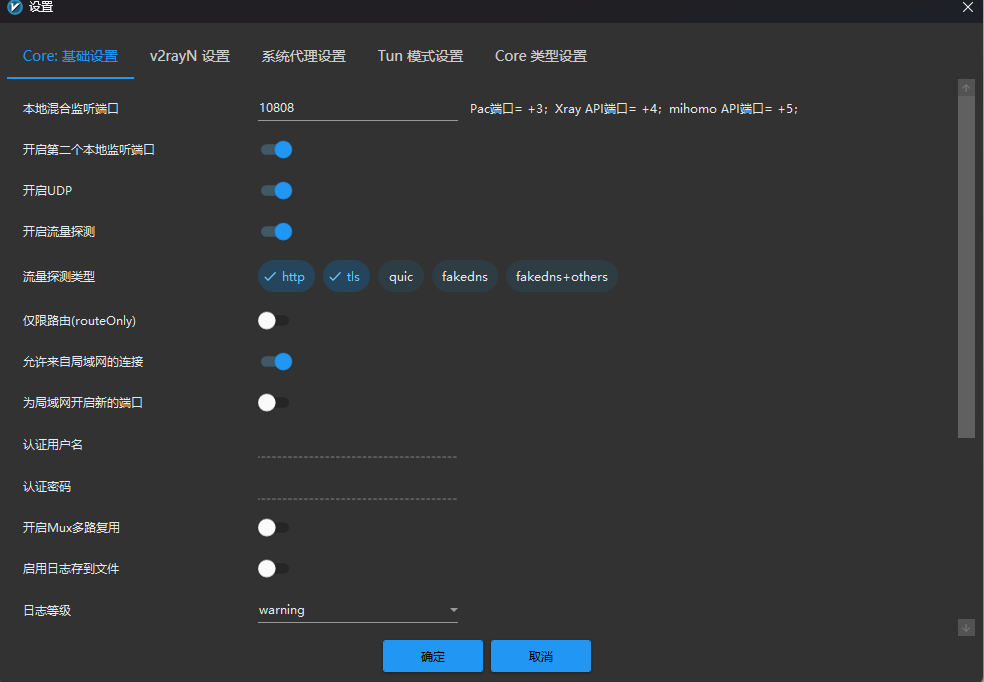 设置
Core: 基础设置 v2rayN 设置 系统代理设置 Tun 模式设置 Core 类型设置
本地混合监听端口 10808 Pac端口= +3; Xray API端口= +4; mihomo API端口= +5;
开启第二个本地监听端口
开启UDP
开启流量探测
流量探测类型 http tls quic fakedns fakedns+others
仅限路由(routeOnly)
允许来自局域网的连接
为局域网开启新的端口
认证用户名
认证密码
开启Mux多路复用
启用日志存到文件
日志等级 warning
确定 取消